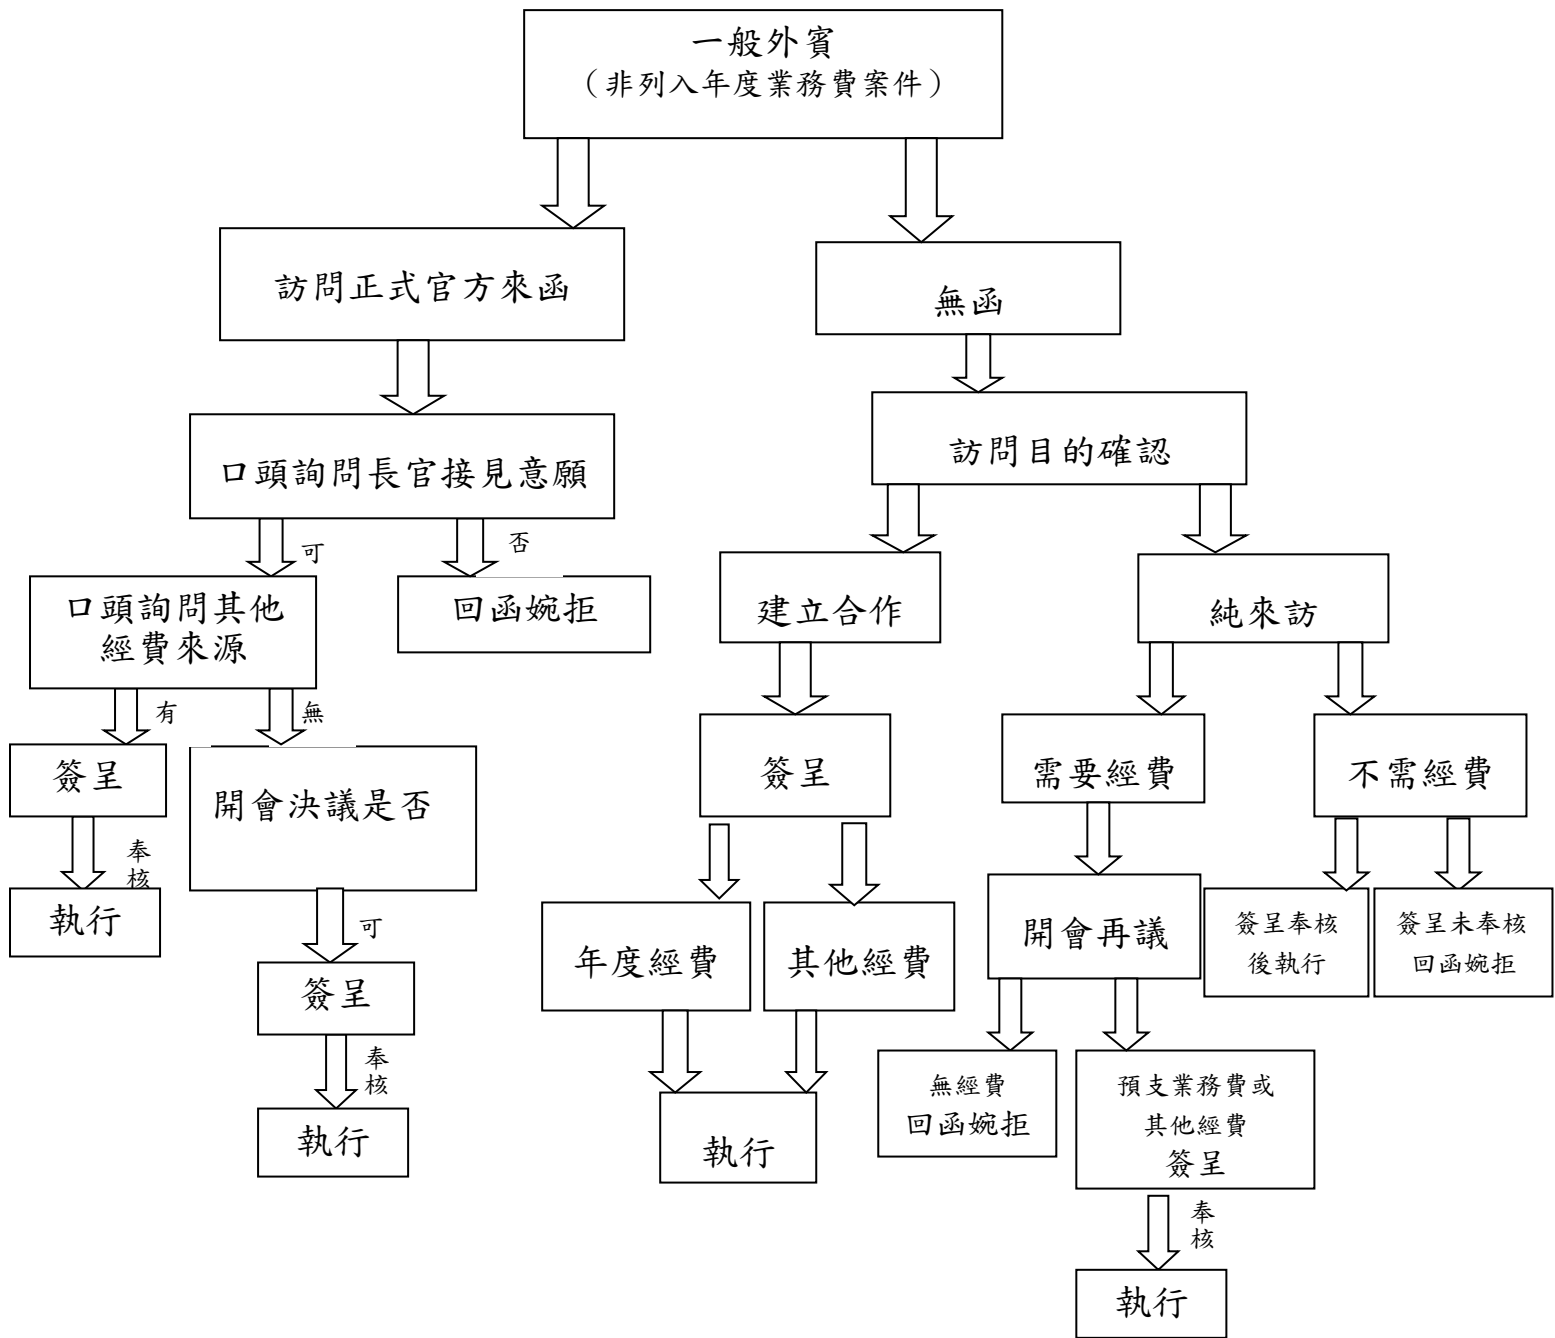 一般外賓
（非列入年度業務費案件）
訪問正式官方來函
無函
口頭詢問長官接見意願
訪問目的確認
可
否
口頭詢問其他
經費來源
回函婉拒
建立合作
純來訪
有
無
簽呈
開會決議是否
簽呈
需要經費
不需經費
奉
核
執行
可
年度經費
其他經費
開會再議
簽呈奉核
後執行
簽呈未奉核
回函婉拒
簽呈
奉
核
執行
執行
無經費
回函婉拒
預支業務費或
其他經費
簽呈
奉
核
執行